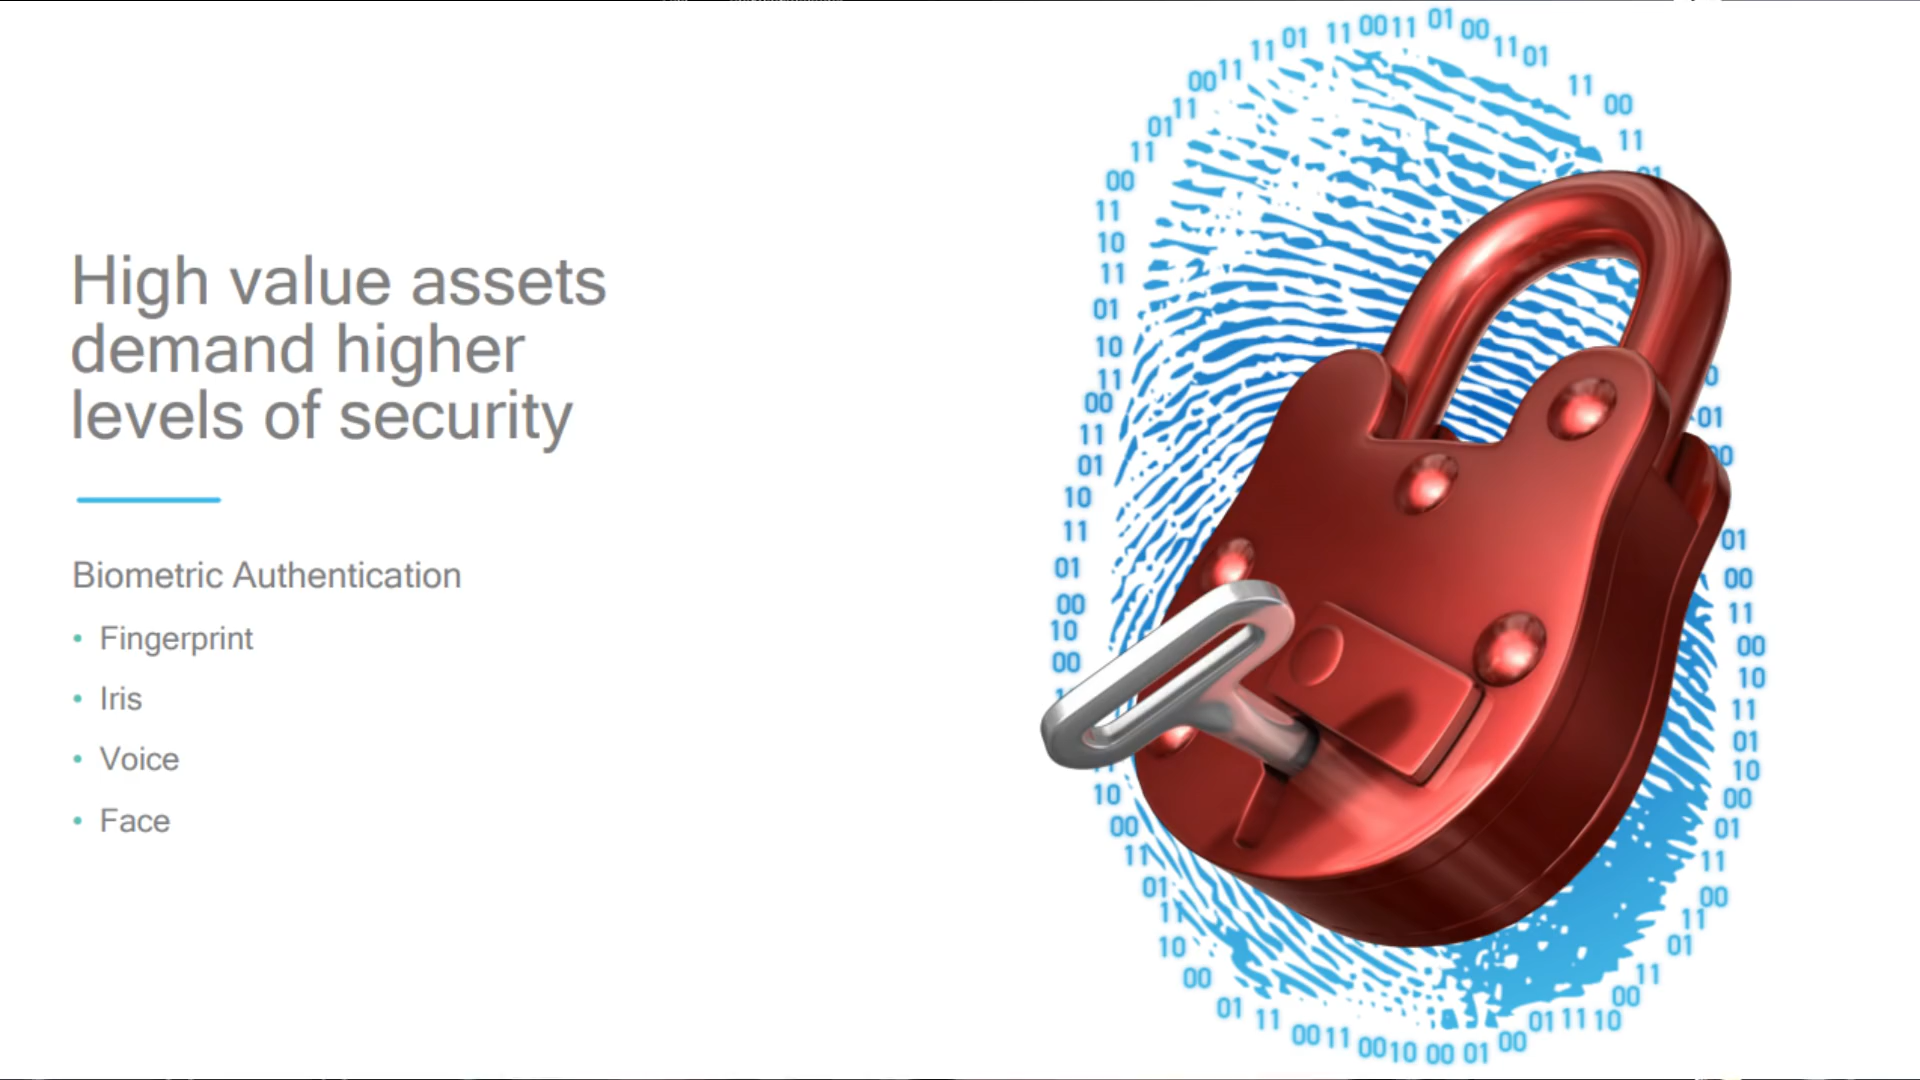 High value assets
demand higher
levels of security
Biometric Authentication
• Fingerprint
• Iris
• Voice
• Face